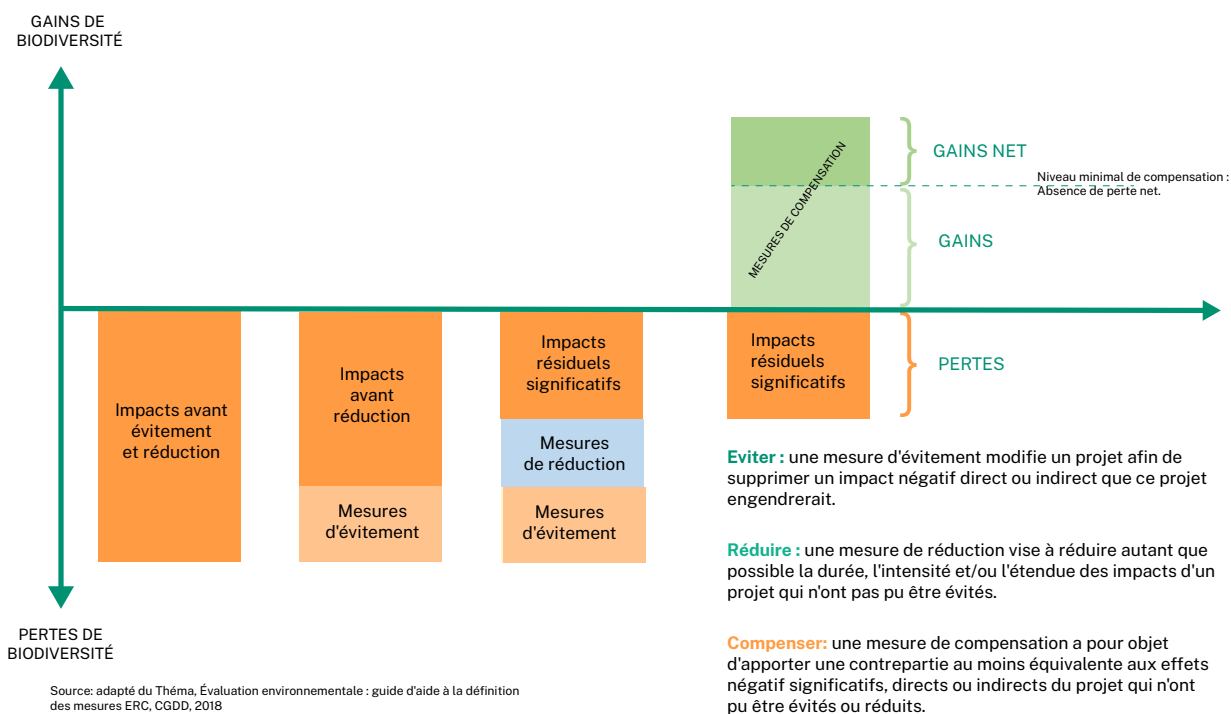 GAINS DE
BIODIVERSITÉ
MESURES DE COMPENSATION
GAINS NET
Niveau minimal de compensation :
Absence de perte net.
GAINS
Impacts avant
évitement
et réduction
Impacts
avant
réduction
Mesures
d'évitement
Impacts
résiduels
significatifs
Mesures
de réduction
Mesures
d'évitement
Impacts
résiduels
significatifs
PERTES
Eviter : une mesure d'évitement modifie un projet afin de
supprimer un impact négatif direct ou indirect que ce projet
engendrerait.
Réduire : une mesure de réduction vise à réduire autant que
possible la durée, l'intensité et/ou l'étendue des impacts d'un
projet qui n'ont pas pu être évités.
Compenser: une mesure de compensation a pour objet
d'apporter une contrepartie au moins équivalente aux effets
négatif significatifs, directs ou indirects du projet qui n'ont
pu être évités ou réduits.
PERTES DE
BIODIVERSITÉ
Source: adapté du Théma, Évaluation environnementale : guide d'aide à la définition
des mesures ERC, CGDD, 2018